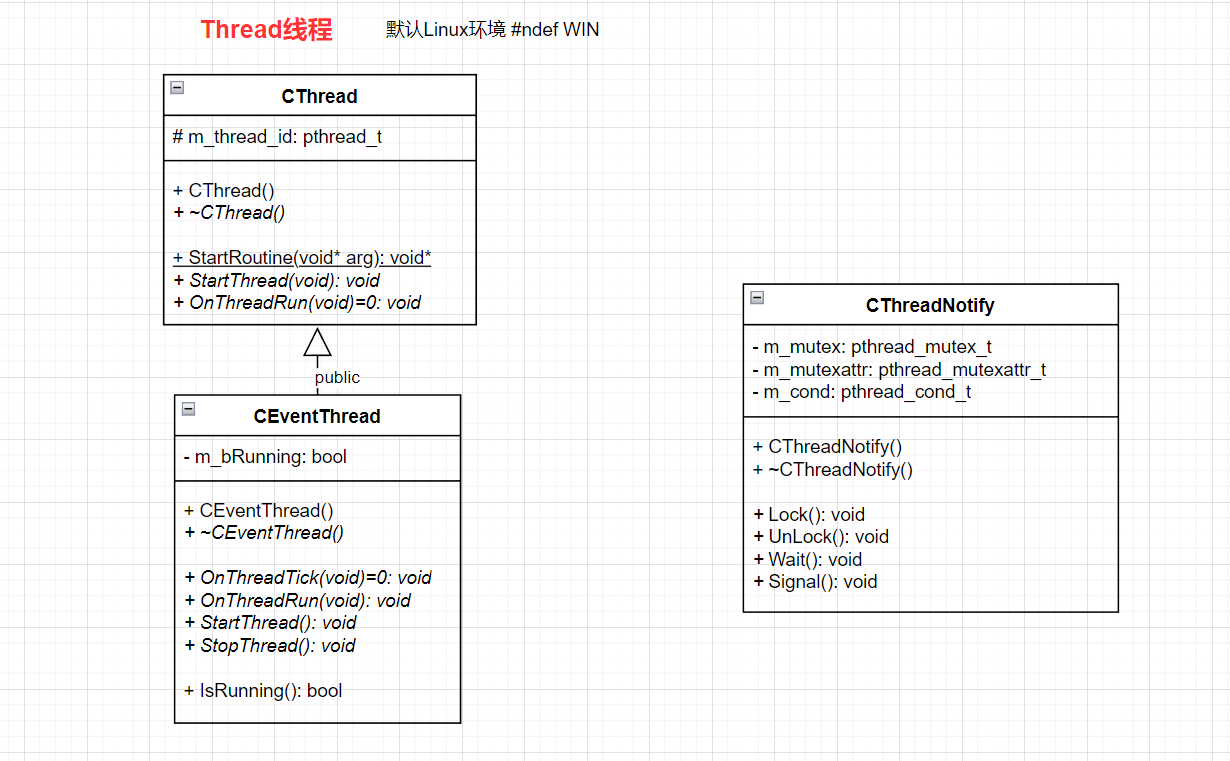 Thread线程
默认Linux环境 #ndef WIN
CThread
# m_thread_id: pthread_t
+ CThread()
+ ~CThread()
+ StartRoutine(void* arg): void*
+ StartThread(void): void
+ OnThreadRun(void)=0: void
public
CEventThread
- m_bRunning: bool
+ CEventThread()
+ ~CEventThread()
+ OnThreadTick(void)=0: void
+ OnThreadRun(void): void
+ StartThread(): void
+ StopThread(): void
+ IsRunning(): bool
CThreadNotify
- m_mutex: pthread_mutex_t
- m_mutexattr: pthread_mutexattr_t
- m_cond: pthread_cond_t
+ CThreadNotify()
+ ~CThreadNotify()
+ Lock(): void
+ UnLock(): void
+ Wait(): void
+ Signal(): void